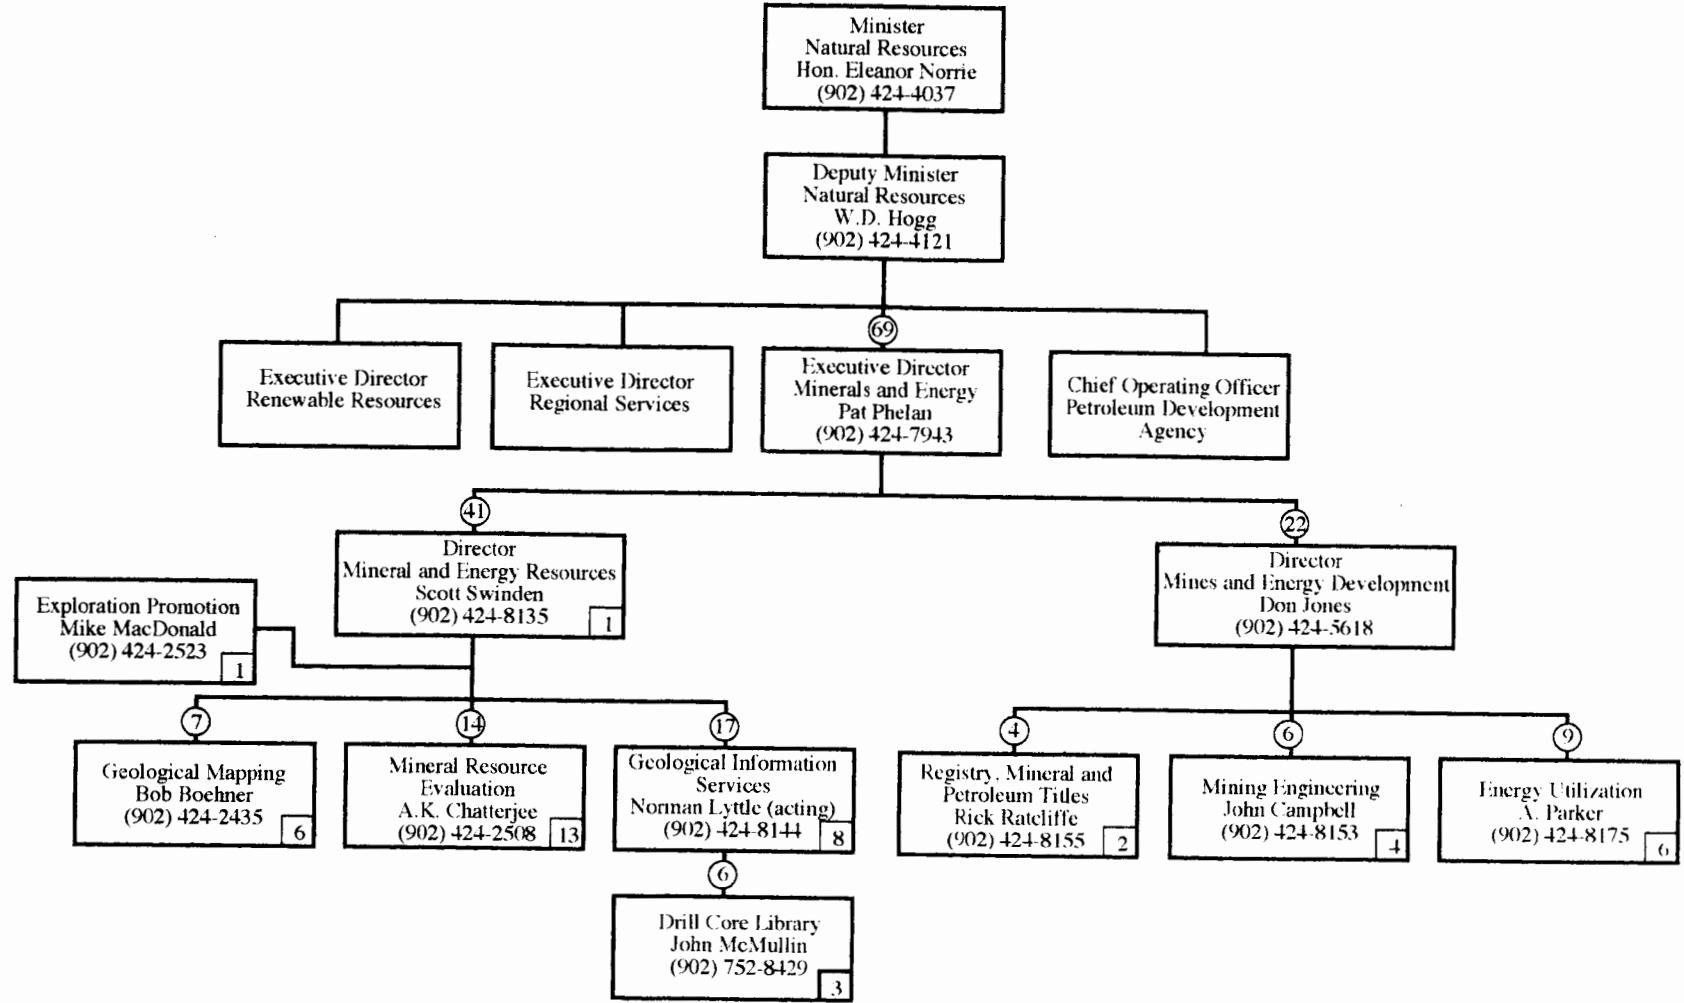 Minister
Natural Resources
Hon. Eleanor Norrie
(902) 424-4037
Deputy Minister
Natural Resources
W.D. Hogg
(902) 424-4121
Executive Director
Renewable Resources
Executive Director
Regional Services
69
Executive Director
Minerals and Energy
Pat Phelan
(902) 424-7943
Chief Operating Officer
Petroleum Development
Agency
41
Director
Mineral and Energy Resources
Scott Swinden
(902) 424-8135
1
22
Director
Mines and Energy Development
Don Jones
(902) 424-5618
Exploration Promotion
Mike MacDonald
(902) 424-2523
1
7
Geological Mapping
Bob Boehner
(902) 424-2435
6
14
Mineral Resource
Evaluation
A.K. Chatterjee
(902) 424-2508
13
17
Geological Information
Services
Norman Lyttle (acting)
(902) 424-8144
8
4
Registry, Mineral and
Petroleum Titles
Rick Ratcliffe
(902) 424-8155
2
6
Mining Engineering
John Campbell
(902) 424-8153
4
9
Energy Utilization
A. Parker
(902) 424-8175
6
6
Drill Core Library
John McMullin
(902) 752-8429
3